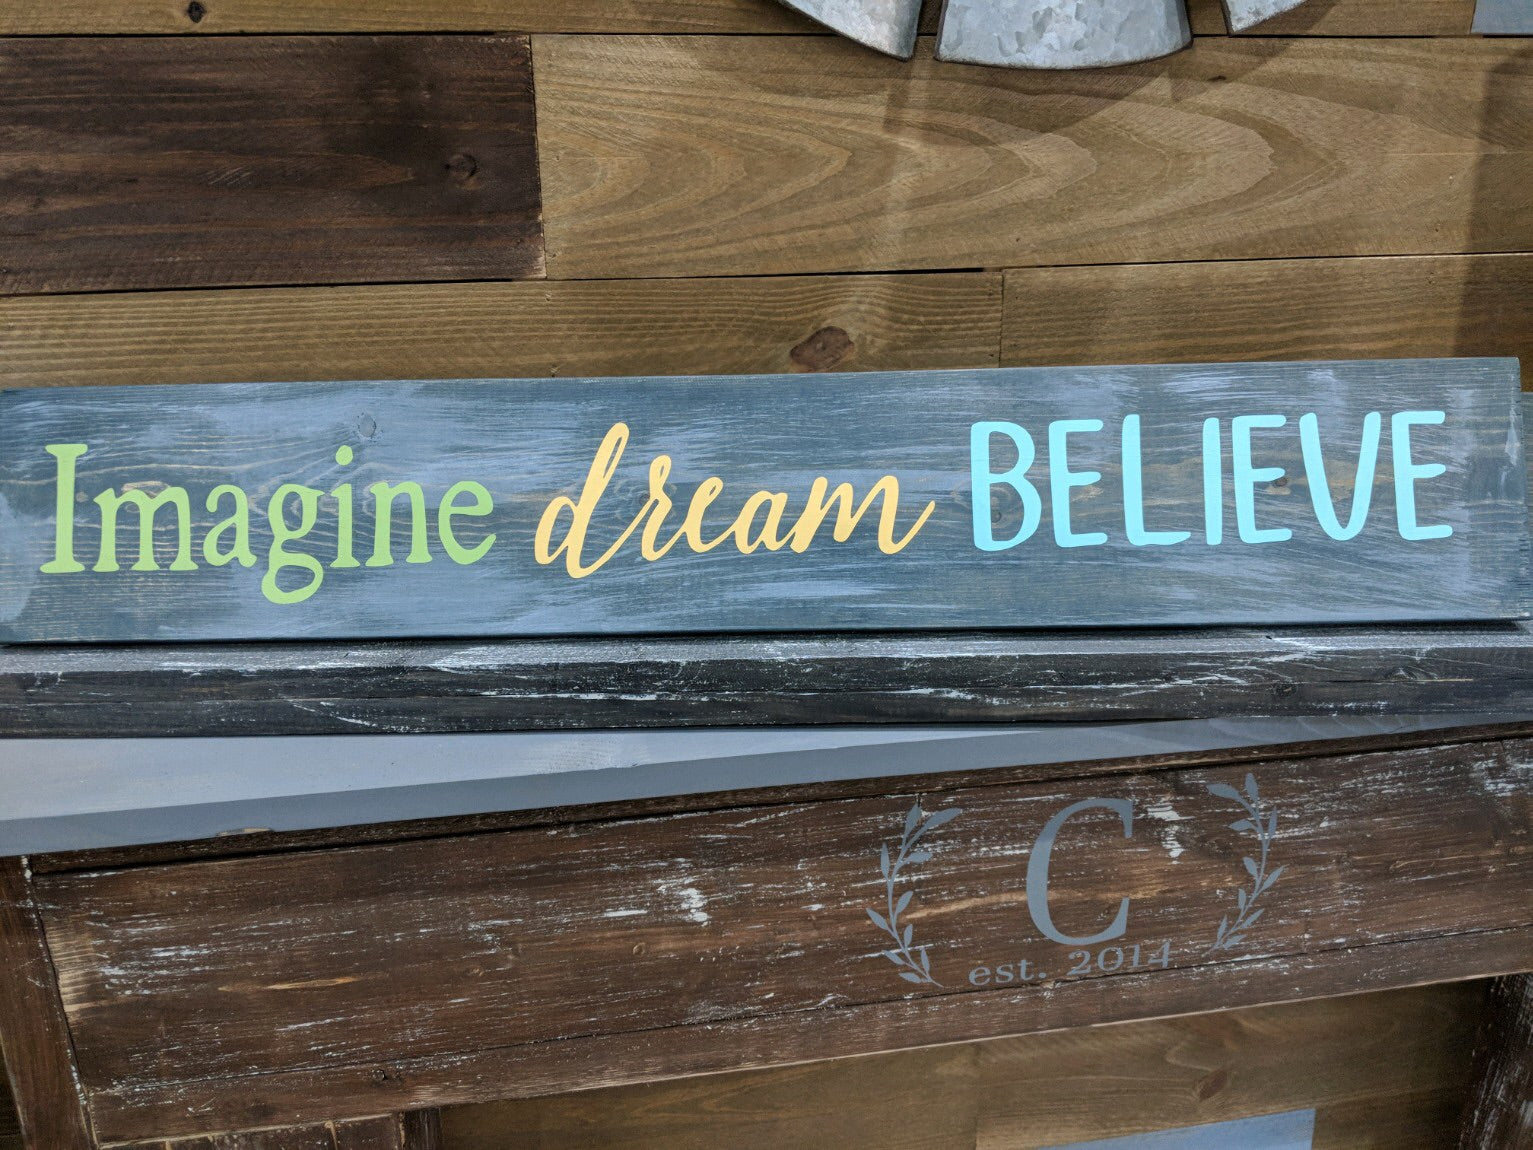 Imagine dream BELIEVE
C
est. 2014